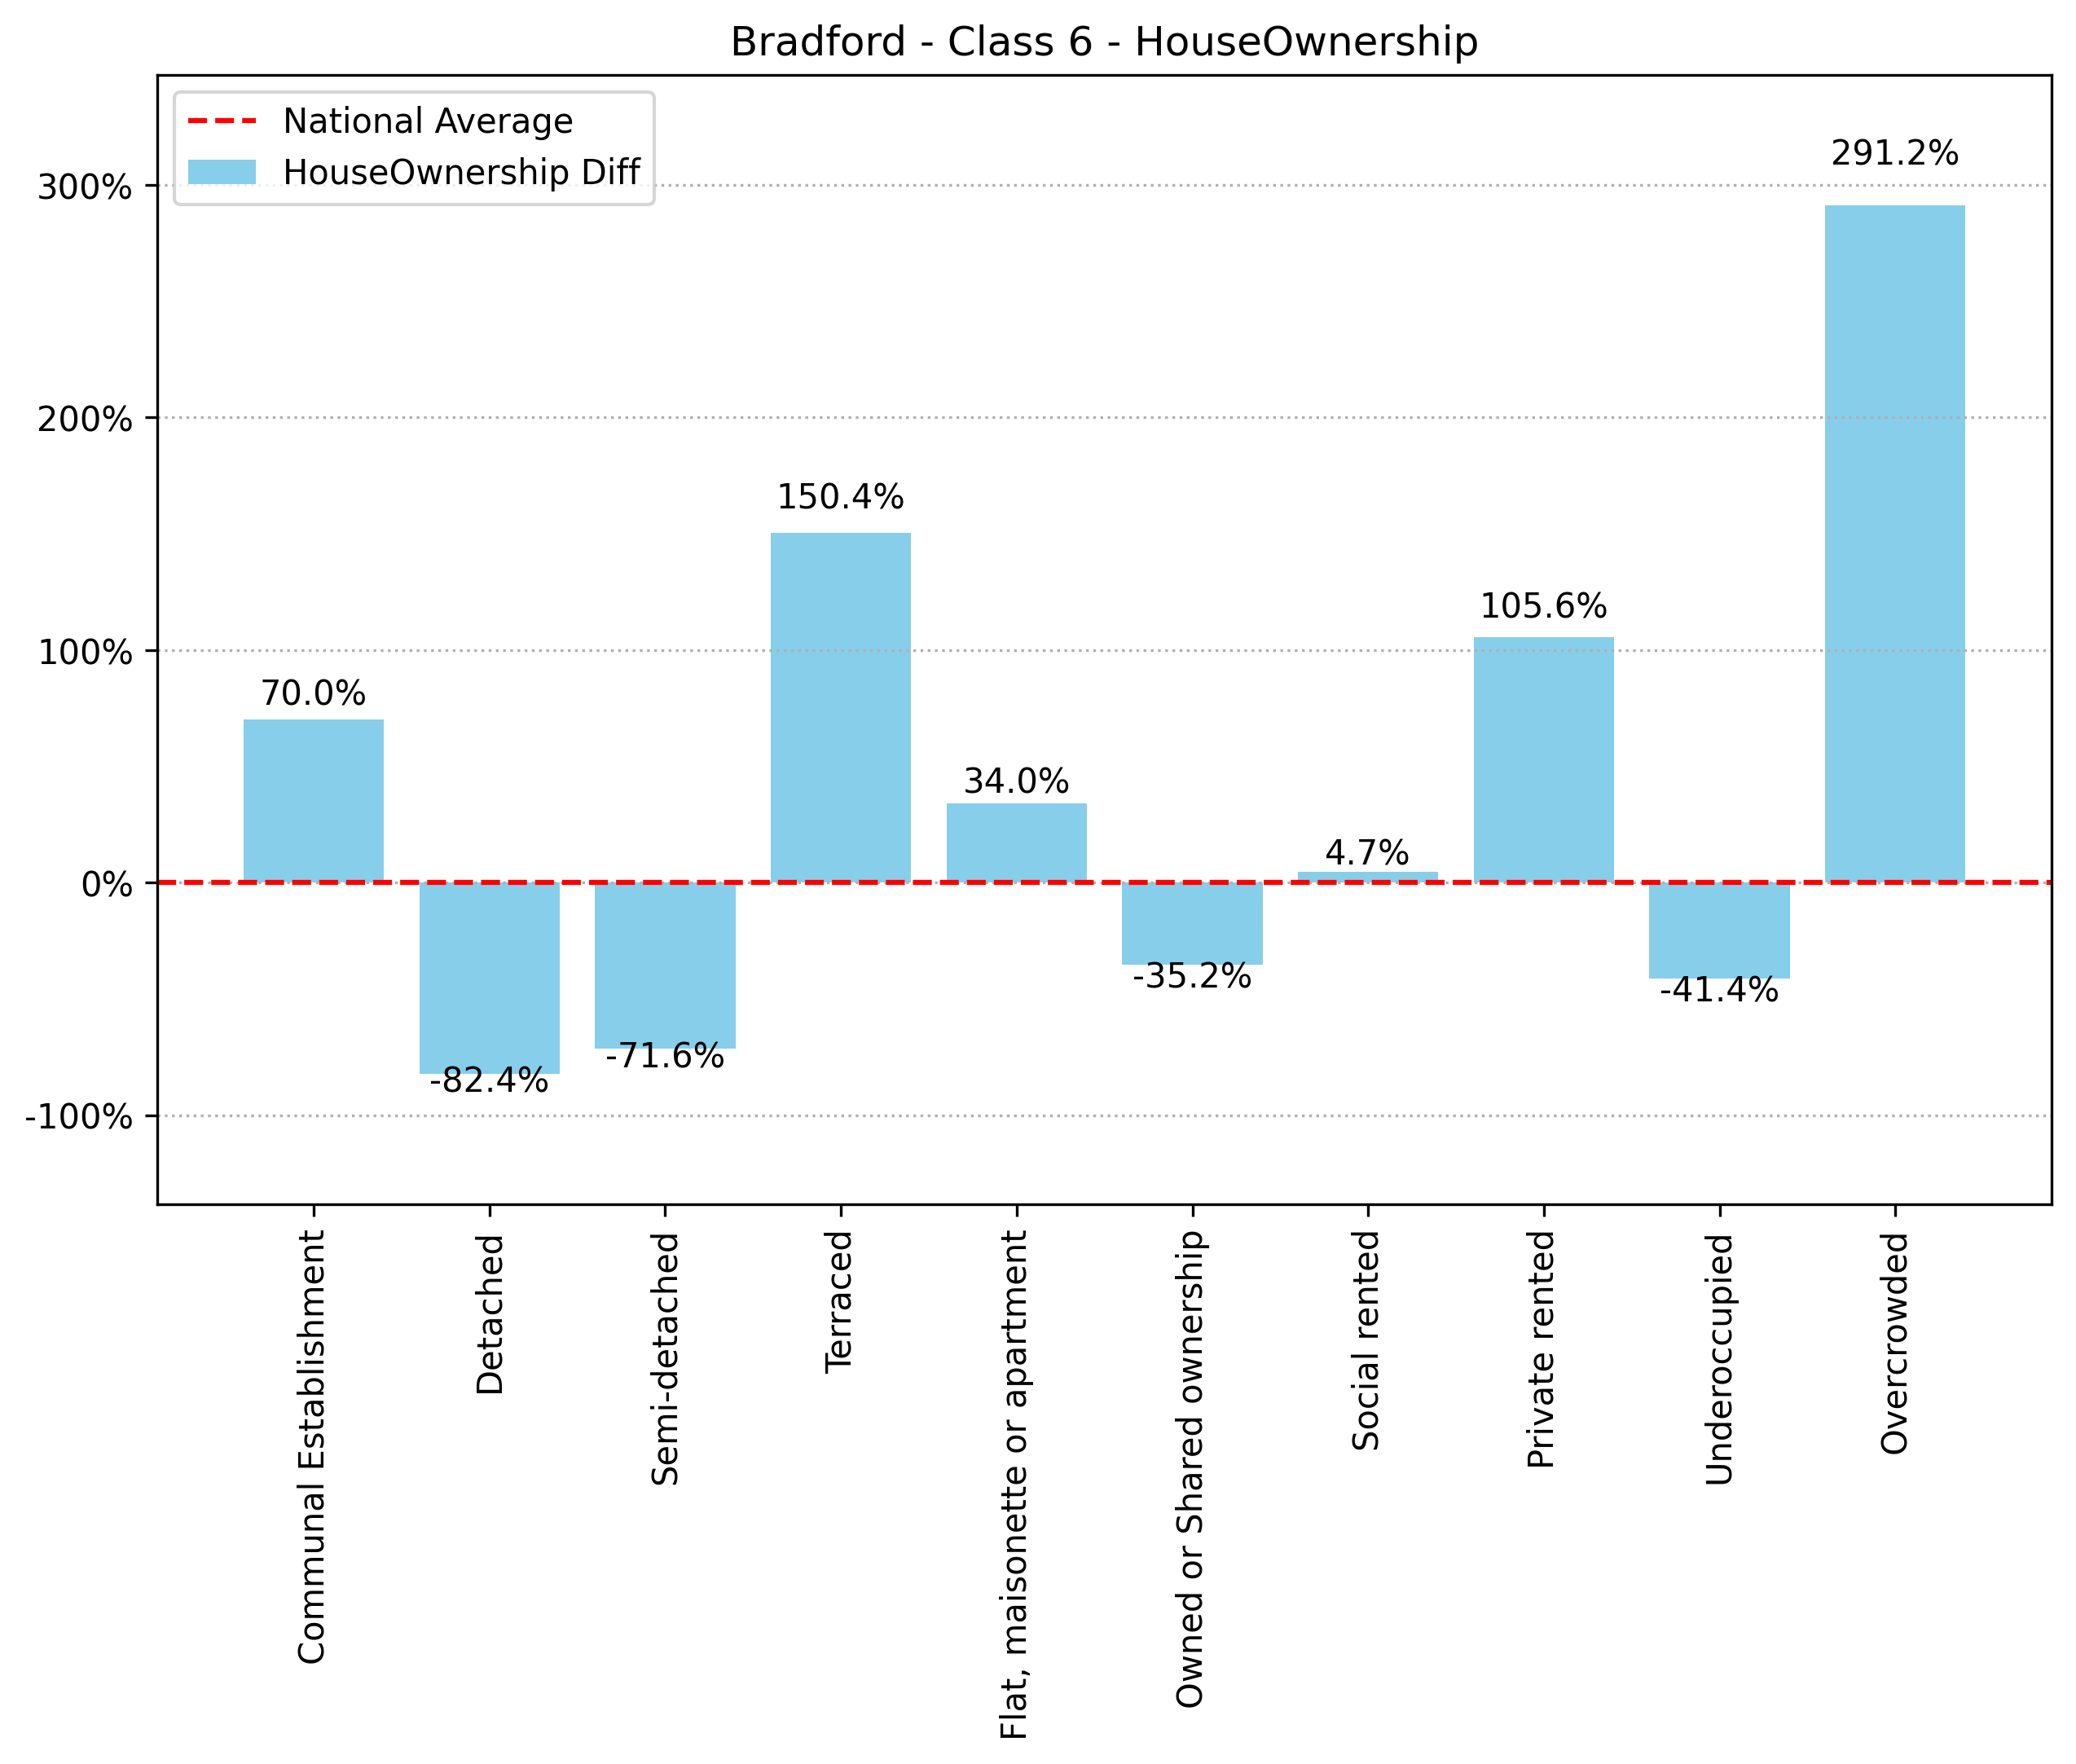 Bradford - Class 6 - HouseOwnership
National Average
HouseOwnership Diff
300%
200%
100%
0%
-100%
70.0%
-82.4%
-71.6%
150.4%
34.0%
-35.2%
4.7%
105.6%
-41.4%
291.2%
Communal Establishment
Detached
Semi-detached
Terraced
Flat, maisonette or apartment
Owned or Shared ownership
Social rented
Private rented
Underoccupied
Overcrowded